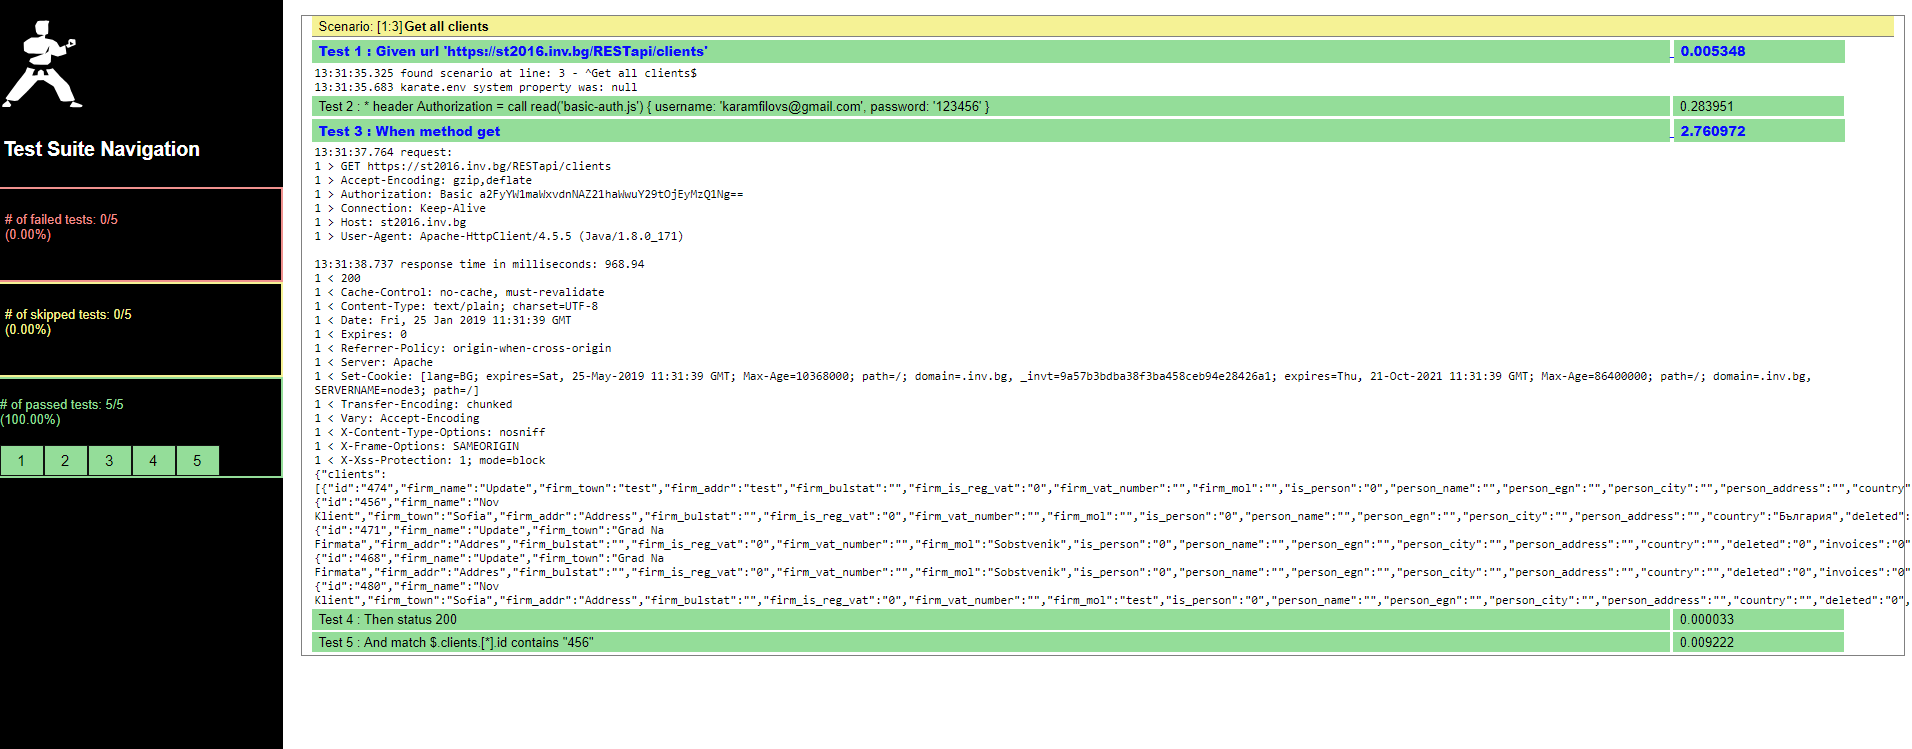 Test Suite Navigation
# of failed tests: 0/5
(0.00%)
# of skipped tests: 0/5
(0.00%)
# of passed tests: 5/5
(100.00%)
1 2 3 4 5
Scenario: [1:3] Get all clients
Test 1 : Given url 'https://st2016.inv.bg/RESTapi/clients' 0.005348
13:31:35.325 found scenario at line: 3 - ^Get all clients$
13:31:35.683 karate.env system property was: null
Test 2 : * header Authorization = call read('basic-auth.js') { username: 'karamfilovs@gmail.com', password: '123456' } 0.283951
Test 3 : When method get 2.760972
13:31:37.764 request:
1 > GET https://st2016.inv.bg/RESTapi/clients
1 > Accept-Encoding: gzip,deflate
1 > Authorization: Basic a2FyYW1maWxvdnNAZ21haWwuY29tOjEyMzQ1Ng==
1 > Connection: Keep-Alive
1 > Host: st2016.inv.bg
1 > User-Agent: Apache-HttpClient/4.5.5 (Java/1.8.0_171)
13:31:38.737 response time in milliseconds: 968.94
1 < 200
1 < Cache-Control: no-cache, must-revalidate
1 < Content-Type: text/plain; charset=UTF-8
1 < Date: Fri, 25 Jan 2019 11:31:39 GMT
1 < Expires: 0
1 < Referrer-Policy: origin-when-cross-origin
1 < Server: Apache
1 < Set-Cookie: [lang=BG; expires=Sat, 25-May-2019 11:31:39 GMT; Max-Age=10368000; path=/; domain=.inv.bg, _invt=9a57b3bdba38f3ba458ceb94e28426a1; expires=Thu, 21-Oct-2021 11:31:39 GMT; Max-Age=86400000; path=/; domain=.inv.bg,
SERVERNAME=node3; path=/]
1 < Transfer-Encoding: chunked
1 < Vary: Accept-Encoding
1 < X-Content-Type-Options: nosniff
1 < X-Frame-Options: SAMEORIGIN
1 < X-Xss-Protection: 1; mode=block
{"clients":
[{"id":"474","firm_name":"Update","firm_town":"test","firm_addr":"test","firm_bulstat":"","firm_is_reg_vat":"0","firm_vat_number":"","firm_mol":"","is_person":"0","person_name":"","person_egn":"","person_city":"","person_address":"","country"
{"id":"456","firm_name":"Nov
Klient","firm_town":"Sofia","firm_addr":"Address","firm_bulstat":"","firm_is_reg_vat":"0","firm_vat_number":"","firm_mol":"","is_person":"0","person_name":"","person_egn":"","person_city":"","person_address":"","country":"България","deleted":
{"id":"471","firm_name":"Update","firm_town":"Grad Na
Firmata","firm_addr":"Addres","firm_bulstat":"","firm_is_reg_vat":"0","firm_vat_number":"","firm_mol":"Sobstvenik","is_person":"0","person_name":"","person_egn":"","person_city":"","person_address":"","country":"","deleted":"0","invoices":"0"
{"id":"468","firm_name":"Update","firm_town":"Grad Na
Firmata","firm_addr":"Addres","firm_bulstat":"","firm_is_reg_vat":"0","firm_vat_number":"","firm_mol":"Sobstvenik","is_person":"0","person_name":"","person_egn":"","person_city":"","person_address":"","country":"","deleted":"0","invoices":"0"
{"id":"480","firm_name":"Nov
Klient","firm_town":"Sofia","firm_addr":"Address","firm_bulstat":"","firm_is_reg_vat":"0","firm_vat_number":"","firm_mol":"test","is_person":"0","person_name":"","person_egn":"","person_city":"","person_address":"","country":"","deleted":"0",
Test 4 : Then status 200 0.000033
Test 5 : And match $.clients.[*].id contains "456" 0.009222